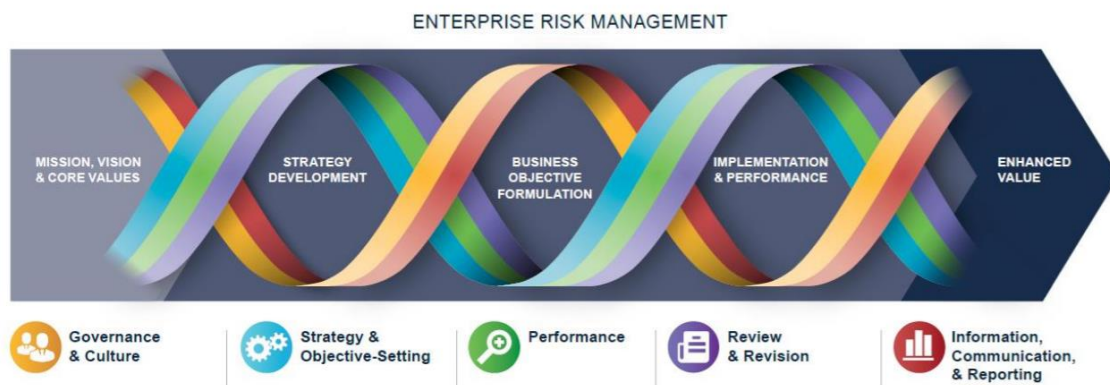 ENTERPRISE RISK MANAGEMENT
MISSION, VISION
& CORE VALUES
STRATEGY
DEVELOPMENT
BUSINESS
OBJECTIVE
FORMULATION
IMPLEMENTATION
& PERFORMANCE
ENHANCED
VALUE
Governance
& Culture
Strategy &
Objective-Setting
Performance
Review
& Revision
Information,
Communication,
& Reporting